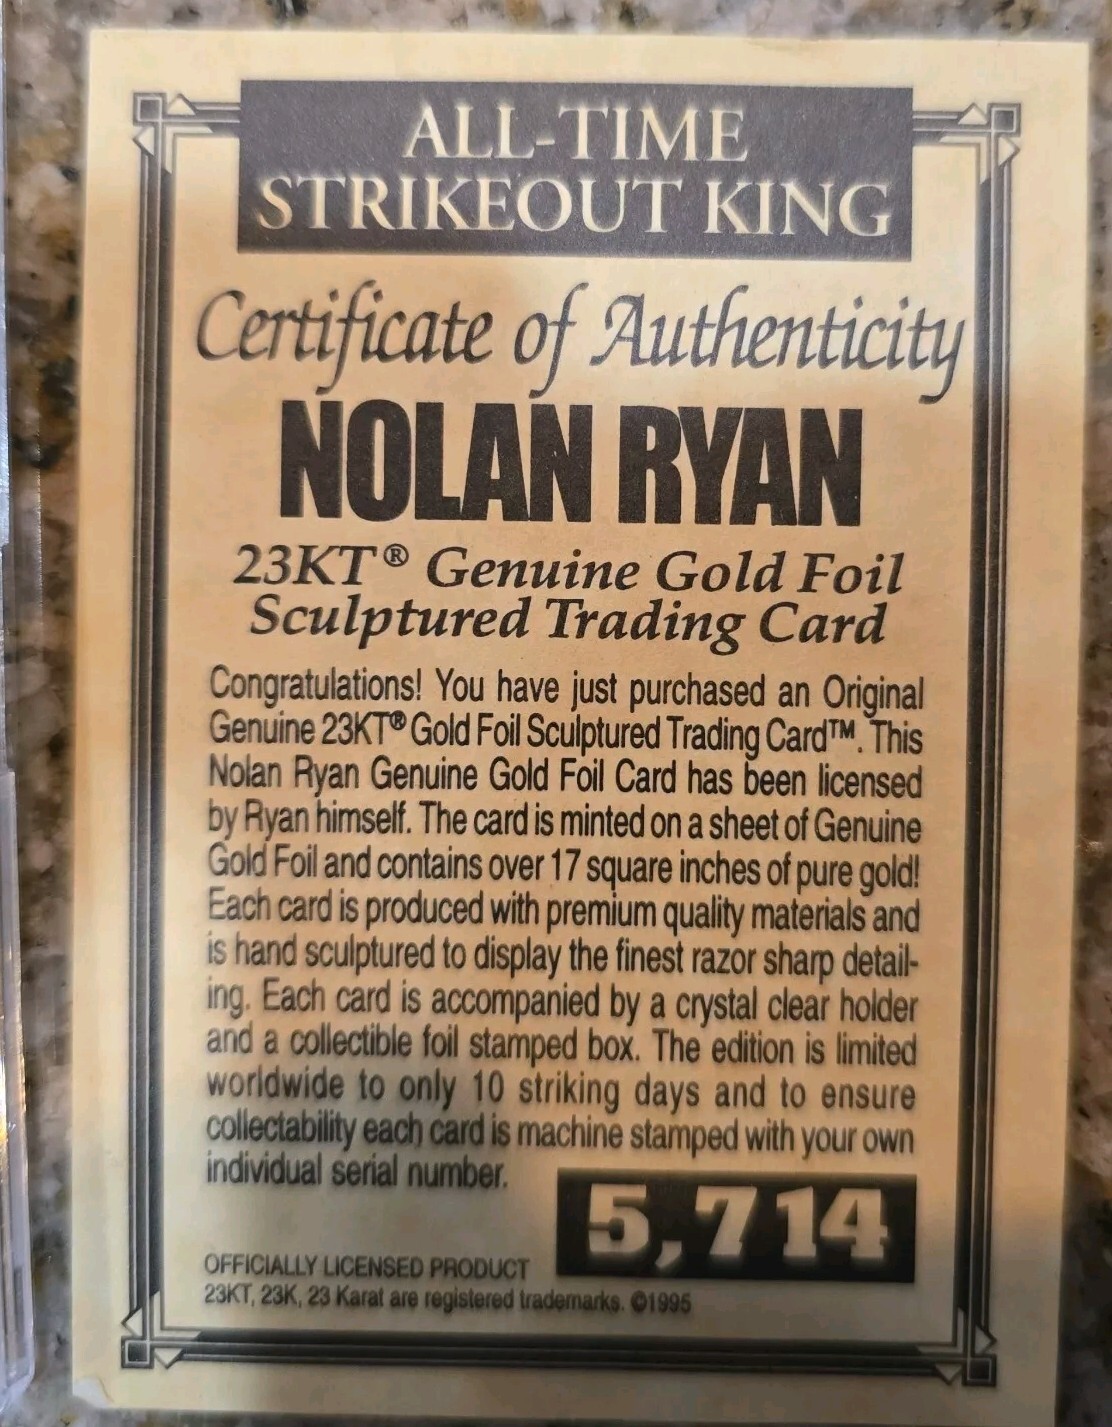 ALL-TIME
STRIKEOUT KING
Certificate of Authenticity
NOLAN RYAN
23KT® Genuine Gold Foil
Sculptured Trading Card
Congratulations! You have just purchased an Original
Genuine 23KT® Gold Foil Sculptured Trading Card™. This
Nolan Ryan Genuine Gold Foil Card has been licensed
by Ryan himself. The card is minted on a sheet of Genuine
Gold Foil and contains over 17 square inches of pure gold!
Each card is produced with premium quality materials and
is hand sculptured to display the finest razor sharp detail-
ing. Each card is accompanied by a crystal clear holder
and a collectible foil stamped box. The edition is limited
worldwide to only 10 striking days and to ensure
collectability each card is machine stamped with your own
individual serial number.
5,714
OFFICIALLY LICENSED PRODUCT
23KT, 23K, 23 Karat are registered trademarks. ©1995